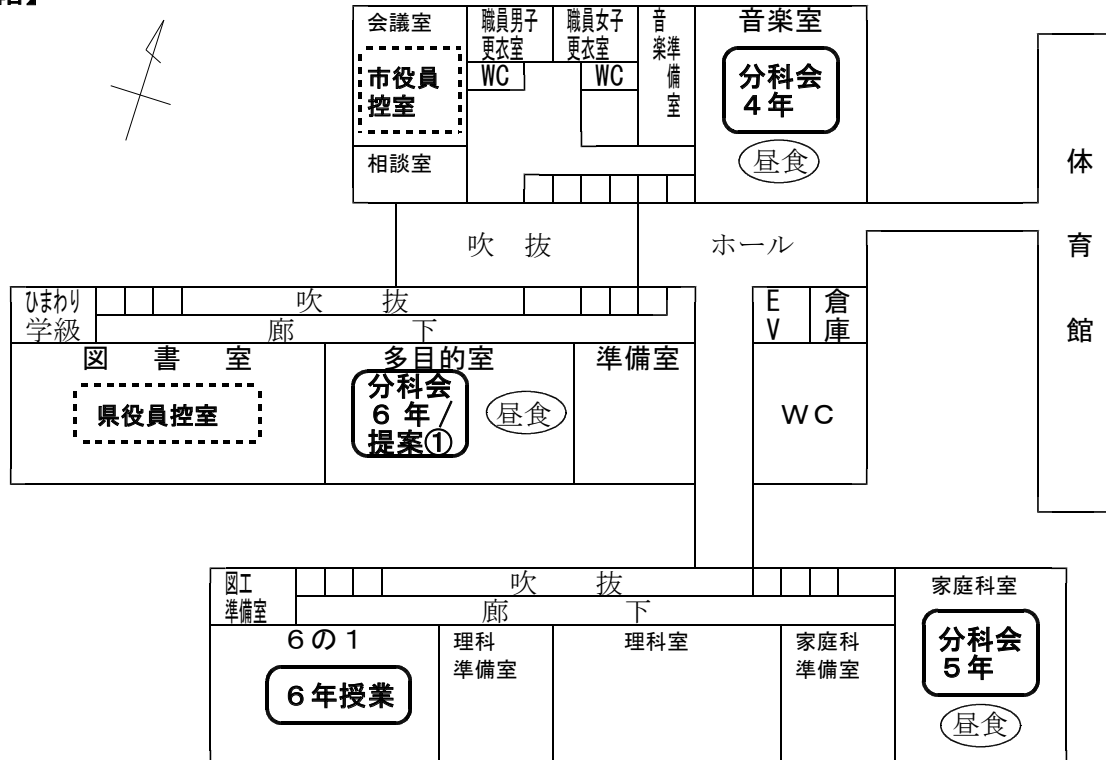 会議室
職員男子
更衣室
職員女子
更衣室
音楽準備室
音楽室
市役員
控室
WC
WC
分科会
4年
昼食
相談室
体育館
吹 抜
ホール
ひまわり
学級
吹 抜
廊 下
EV
倉庫
図 書 室
多目的室
準備室
県役員控室
分科会
6年/
提案①
昼食
WC
図工
準備室
吹 抜
廊 下
家庭科室
6の1
理科
準備室
理科室
家庭科
準備室
分科会
5年
6年授業
昼食